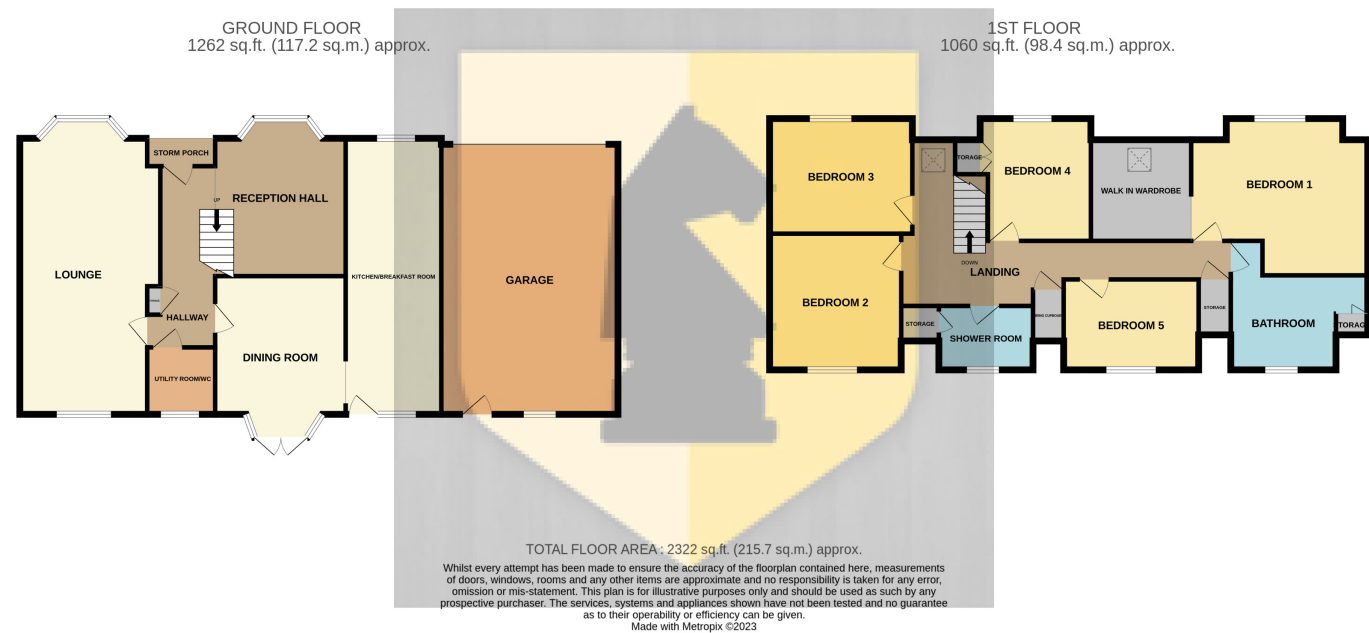 GROUND FLOOR
1262 sq.ft. (117.2 sq.m.) approx.
STORM PORCH
UP
RECEPTION HALL
LOUNGE
KITCHEN/BREAKFAST ROOM
GARAGE
HALLWAY
DINING ROOM
UTILITY ROOM/WC
1ST FLOOR
1060 sq.ft. (98.4 sq.m.) approx.
BEDROOM 3
TORAGE
BEDROOM 4
WALK IN WARDROBE
BEDROOM 1
DOWN
LANDING
BEDROOM 2
STORAGE
SHOWER ROOM
BEDROOM 5
STORAGE
BATHROOM
TORAG
TOTAL FLOOR AREA : 2322 sq.ft. (215.7 sq.m.) approx.
Whilst every attempt has been made to ensure the accuracy of the floorplan contained here, measurements
of doors, windows, rooms and any other items are approximate and no responsibility is taken for any error,
omission or mis-statement. This plan is for illustrative purposes only and should be used as such by any
prospective purchaser. The services, systems and appliances shown have not been tested and no guarantee
as to their operability or efficiency can be given.
Made with Metropix ©2023